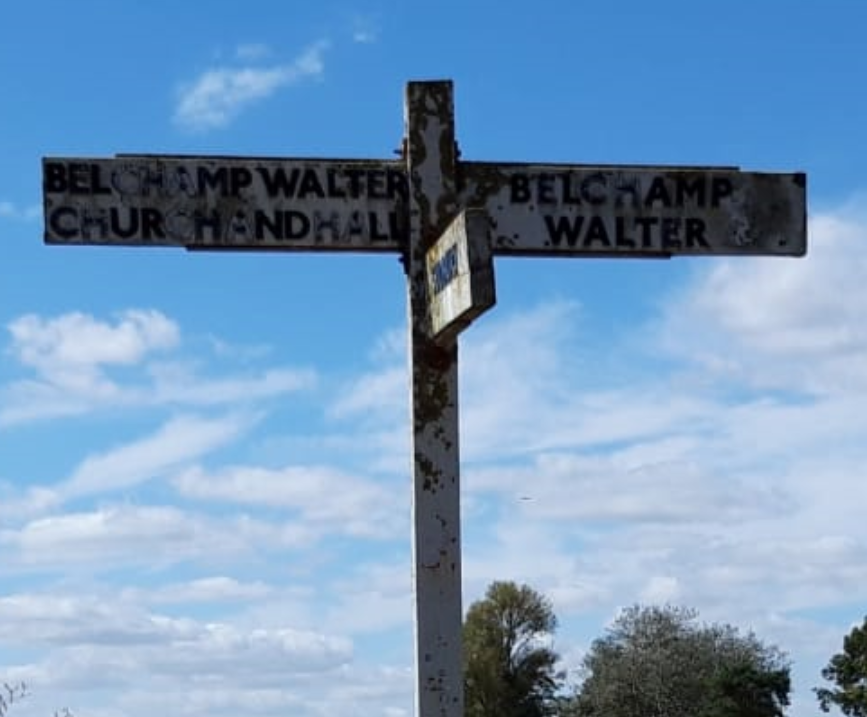 BELCHAMP WALTER
CHURCH AND HALL
BELCHAMP
WALTER